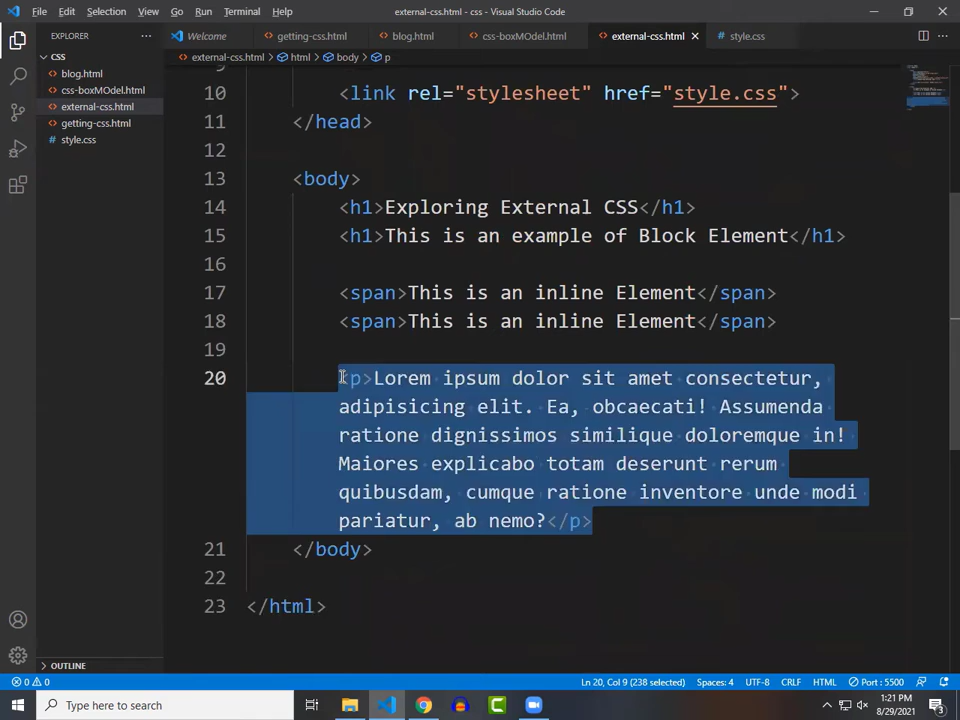 File Edit Selection View Go Run Terminal Help
external-css.html - css - Visual Studio Code
EXPLORER
Welcome
getting-css.html
blog.html
css-boxMOdel.html
external-css.html
style.css
CSS
blog.html
css-boxMOdel.html
external-css.html
getting-css.html
style.css
OUTLINE
external-css.html > html > body > p
10 <link rel="stylesheet" href="style.css">
11 </head>
12
13 <body>
14 <h1>Exploring External CSS</h1>
15 <h1>This is an example of Block Element</h1>
16
17 <span>This is an inline Element</span>
18 <span>This is an inline Element</span>
19
20 <p>Lorem ipsum dolor sit amet consectetur,
adipisicing elit. Ea, obcaecati! Assumenda
ratione dignissimos similique doloremque in!
Maiores explicabo totam deserunt rerum
quibusdam, cumque ratione inventore unde modi
pariatur, ab nemo?</p>
21 </body>
22
23 </html>
0 0 Ln 20, Col 9 (238 selected) Spaces: 4 UTF-8 CRLF HTML Port : 5500
Type here to search
1:21 PM
8/29/2021
3